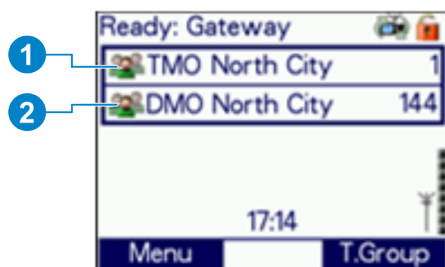 Ready: Gateway
1 TMO North City 1
2 DMO North City 144
17:14
Menu T.Group